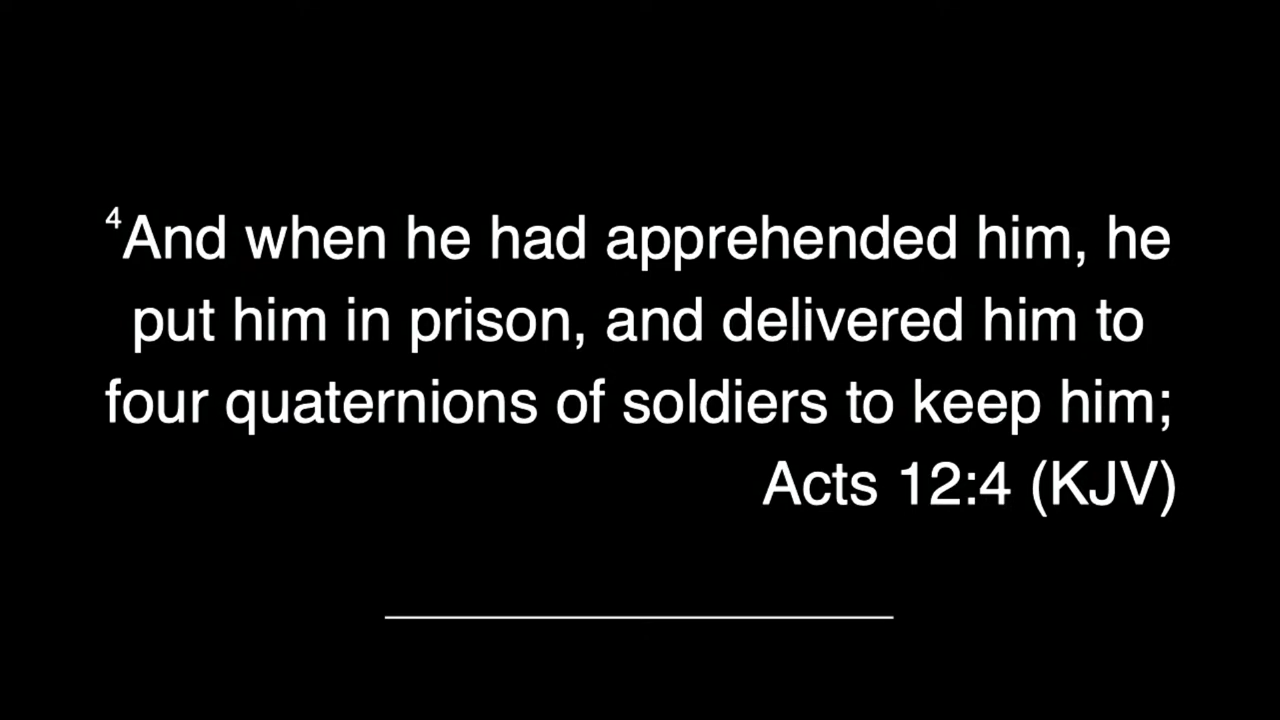 4And when he had apprehended him, he
put him in prison, and delivered him to
four quaternions of soldiers to keep him;
Acts 12:4 (KJV)